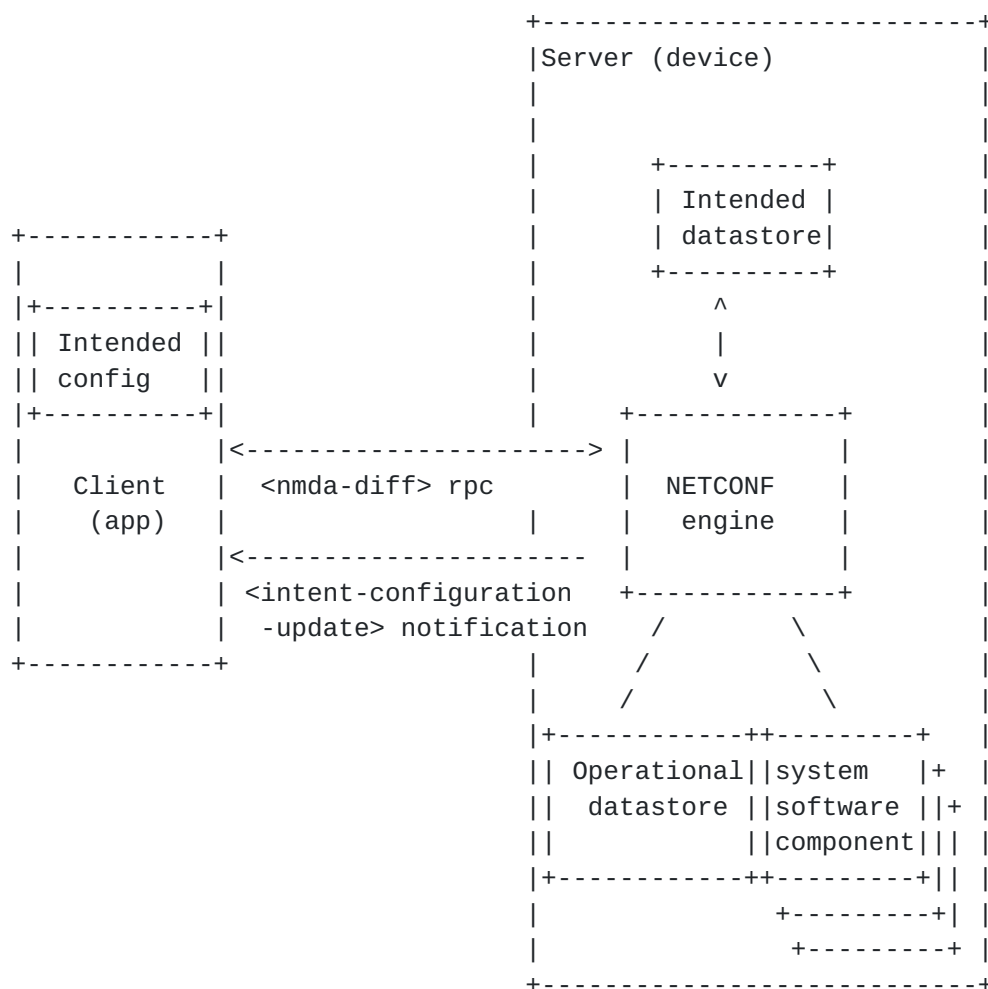 Server (device)
Intended
datastore
Intended
config
Client
(app)
<nmda-diff> rpc
NETCONF
engine
<intent-configuration
-update> notification
Operational
datastore
system
software
component